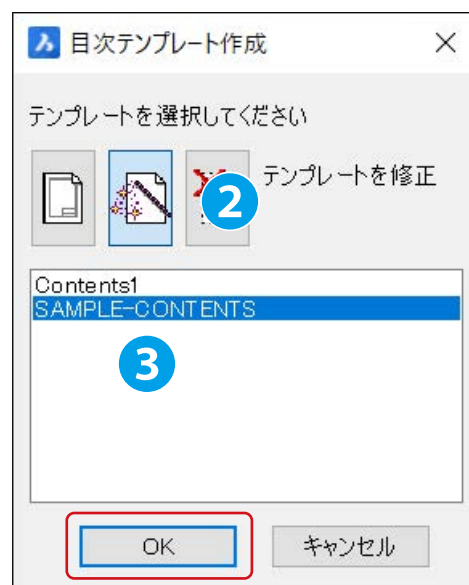 目次テンプレート作成
テンプレートを選択してください
テンプレートを修正
2
Contents1
SAMPLE-CONTENTS
3
OK
キャンセル